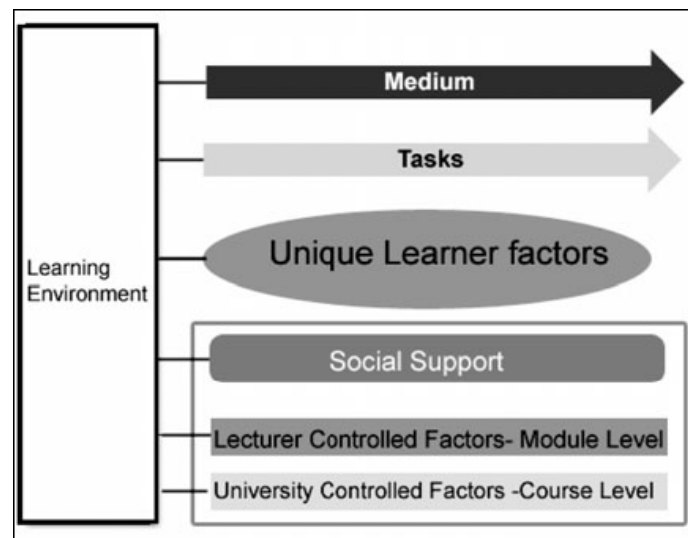 Medium
Tasks
Unique Learner factors
Learning
Environment
Social Support
Lecturer Controlled Factors- Module Level
University Controlled Factors -Course Level